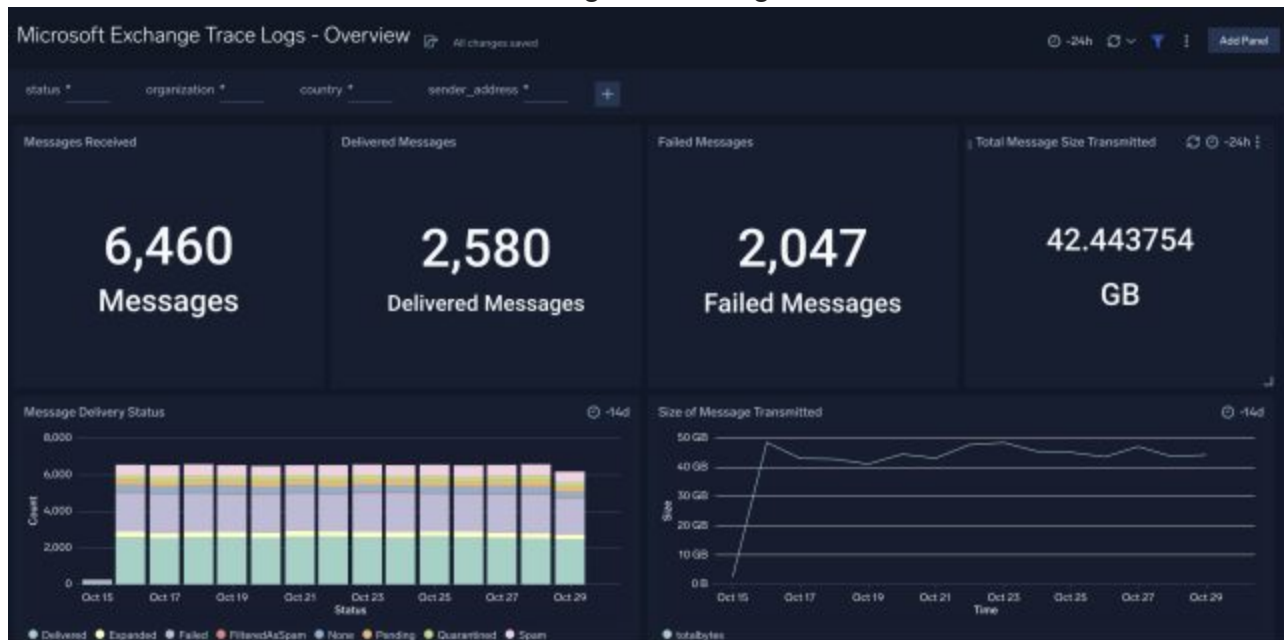 Microsoft Exchange Trace Logs - Overview All changes saved -24h Add Panel
status * organization * country * sender_address * +
Messages Received Delivered Messages Failed Messages Total Message Size Transmitted -24h
6,460 2,580 2,047 42.443754
Messages Delivered Messages Failed Messages GB
Message Delivery Status -14d
8,000
6,000
4,000
2,000
0
Count
Oct 15 Oct 17 Oct 19 Oct 21 Oct 23 Oct 25 Oct 27 Oct 29
Status
Delivered Expanded Failed FilteredAsSpam None Pending Quarantined Spam
Size of Message Transmitted -14d
50 GB
40 GB
30 GB
20 GB
10 GB
0 B
Size
Oct 15 Oct 17 Oct 19 Oct 21 Oct 23 Oct 25 Oct 27 Oct 29
Time
totalbytes